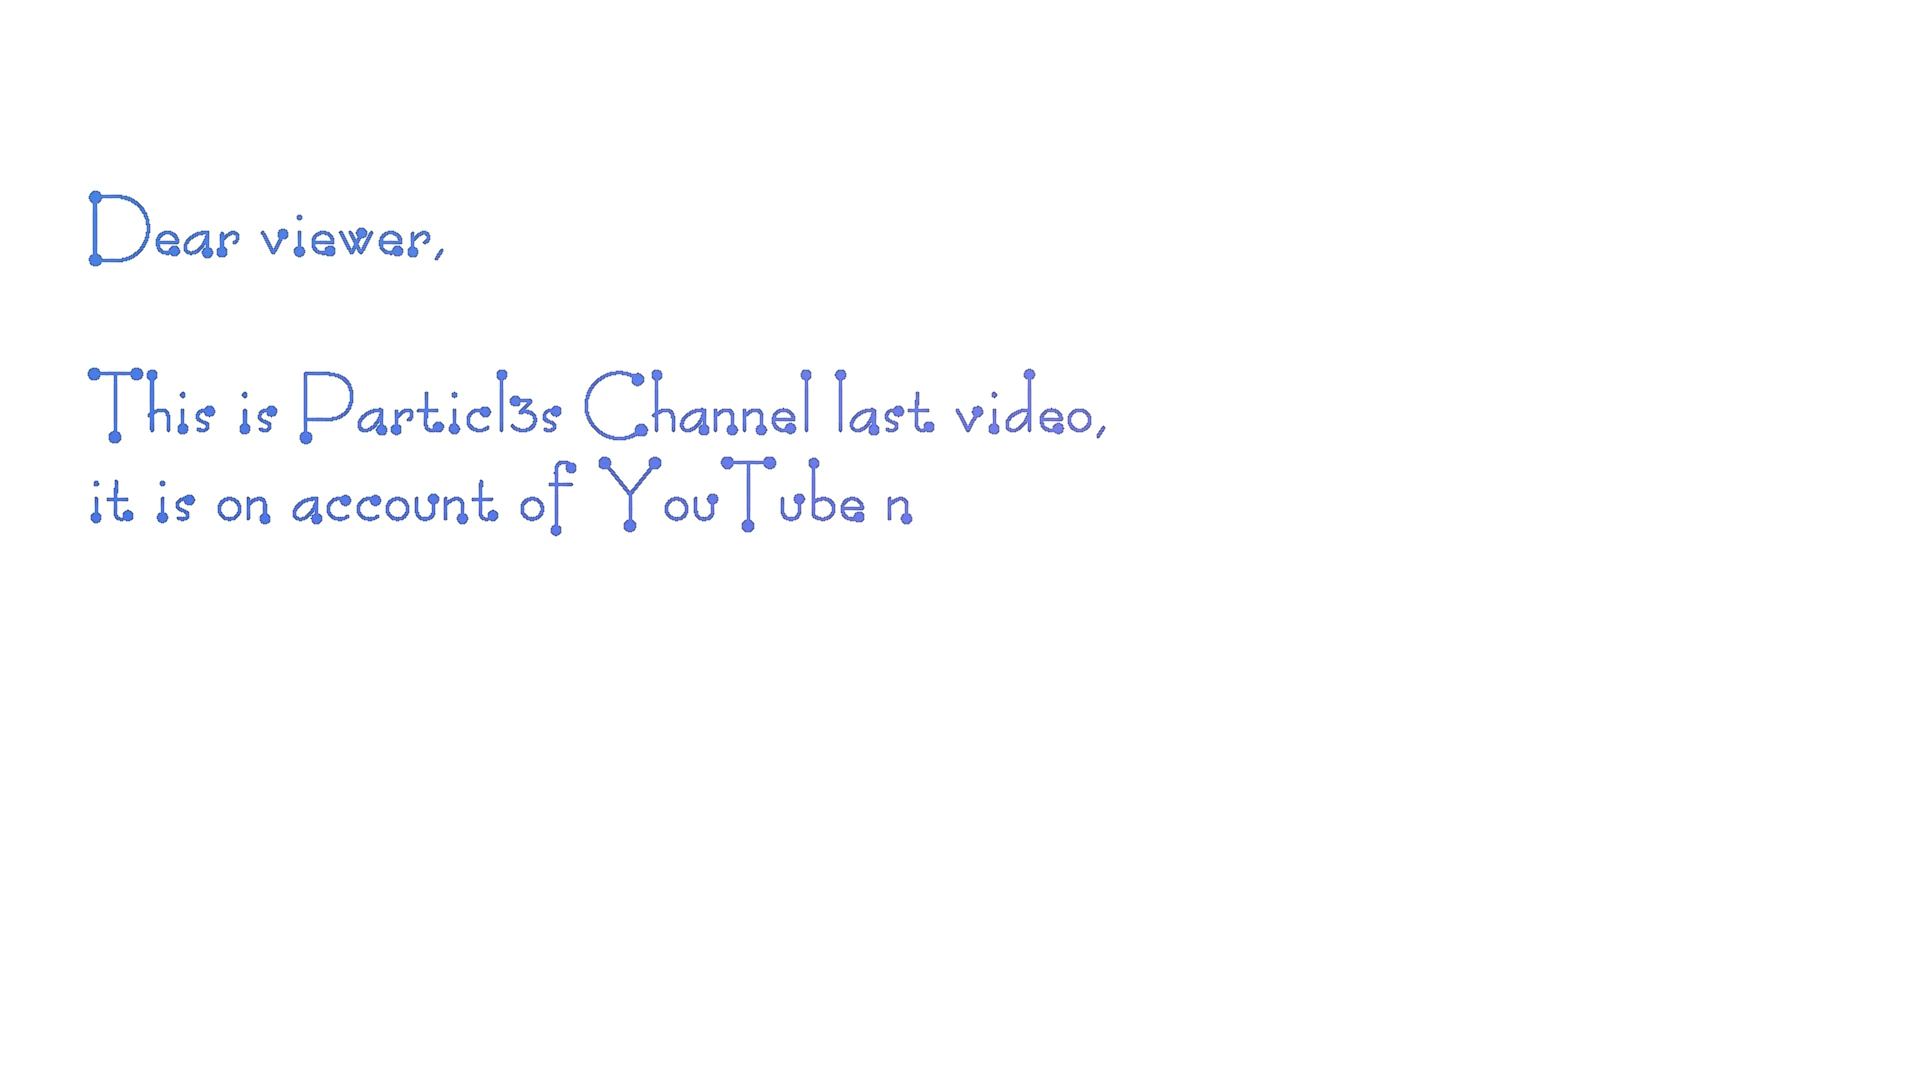 Dear viewer,
This is Particl3s Channel last video,
it is on account of YouTube n